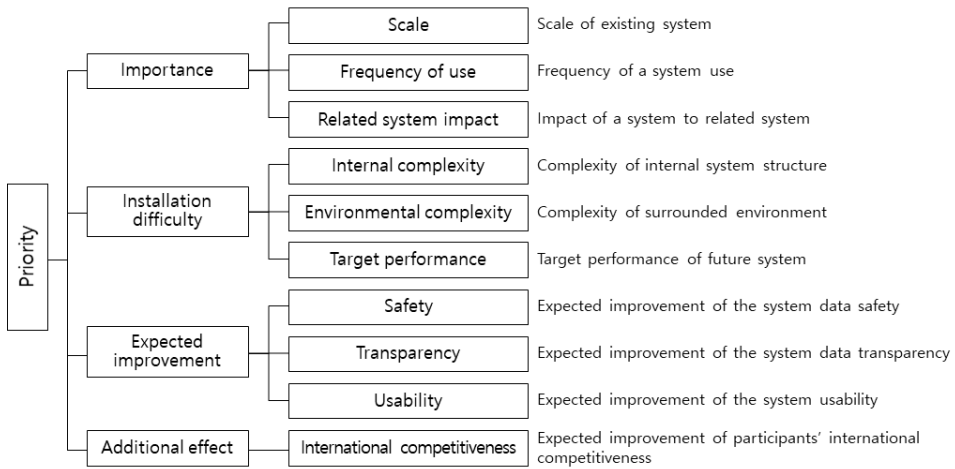 Priority
Importance
Scale
Scale of existing system
Frequency of use
Frequency of a system use
Related system impact
Impact of a system to related system
Installation
difficulty
Internal complexity
Complexity of internal system structure
Environmental complexity
Complexity of surrounded environment
Target performance
Target performance of future system
Expected
improvement
Safety
Expected improvement of the system data safety
Transparency
Expected improvement of the system data transparency
Usability
Expected improvement of the system usability
Additional effect
International competitiveness
Expected improvement of participants’ international
competitiveness